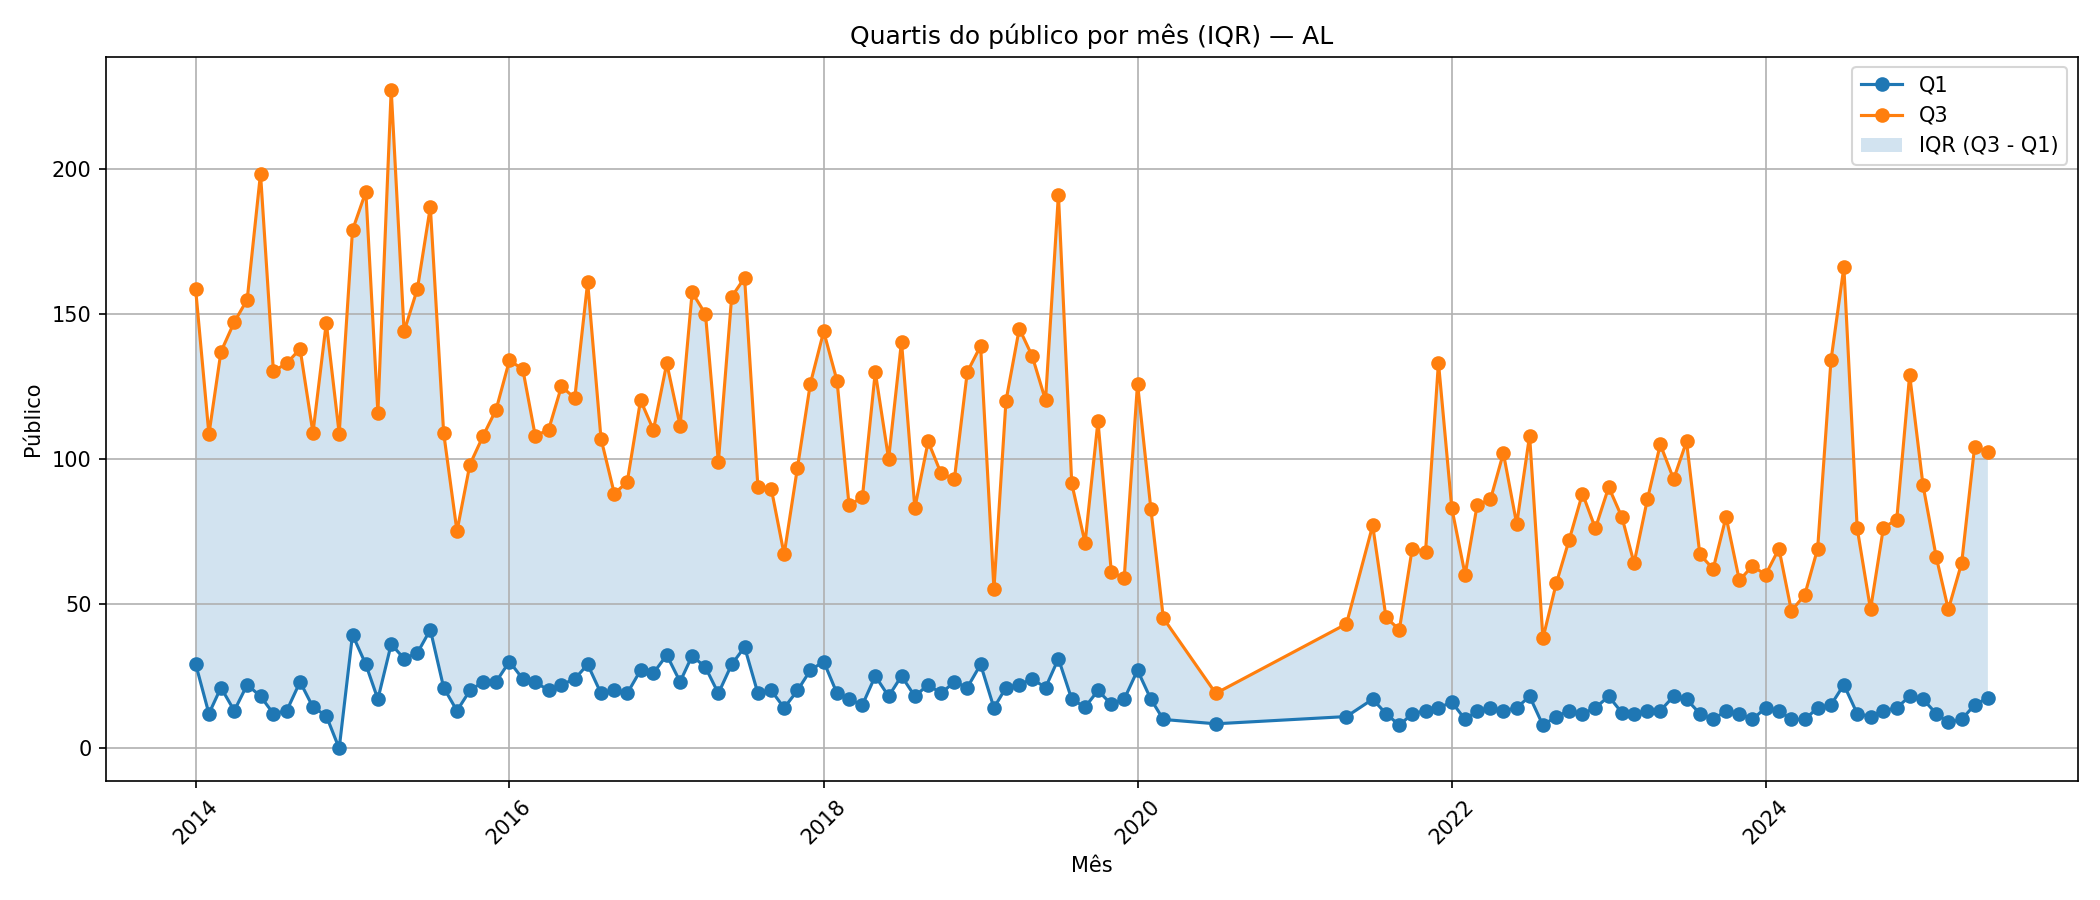 Quartis do público por mês (IQR) — AL
Q1
Q3
IQR (Q3 - Q1)
Público
200
150
100
50
0
2014
2016
2018
2020
2022
2024
Mês